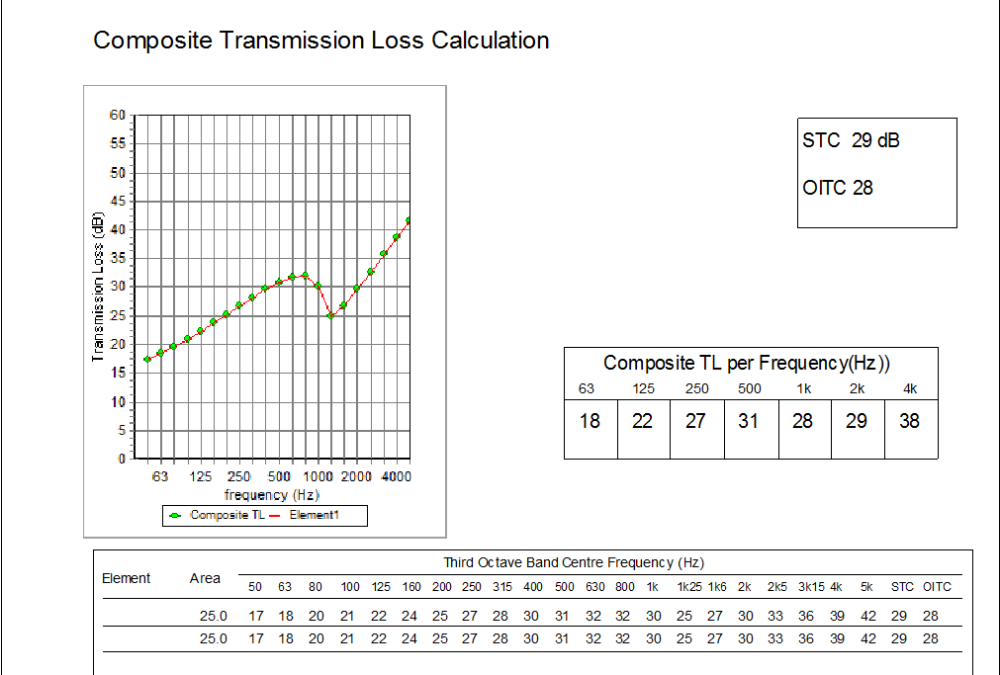 Composite Transmission Loss Calculation
60
55
50
45
40
35
30
25
20
15
10
5
0
Transmission Loss (dB)
63 125 250 500 1000 2000 4000
frequency (Hz)
Composite TL Element1
STC 29 dB
OITC 28
Composite TL per Frequency(Hz))
63 125 250 500 1k 2k 4k
18 22 27 31 28 29 38
Third Octave Band Centre Frequency (Hz)
Element Area
50 63 80 100 125 160 200 250 315 400 500 630 800 1k 1k25 1k6 2k 2k5 3k15 4k 5k STC OITC
25.0 17 18 20 21 22 24 25 27 28 30 31 32 32 30 25 27 30 33 36 39 42 29 28
25.0 17 18 20 21 22 24 25 27 28 30 31 32 32 30 25 27 30 33 36 39 42 29 28